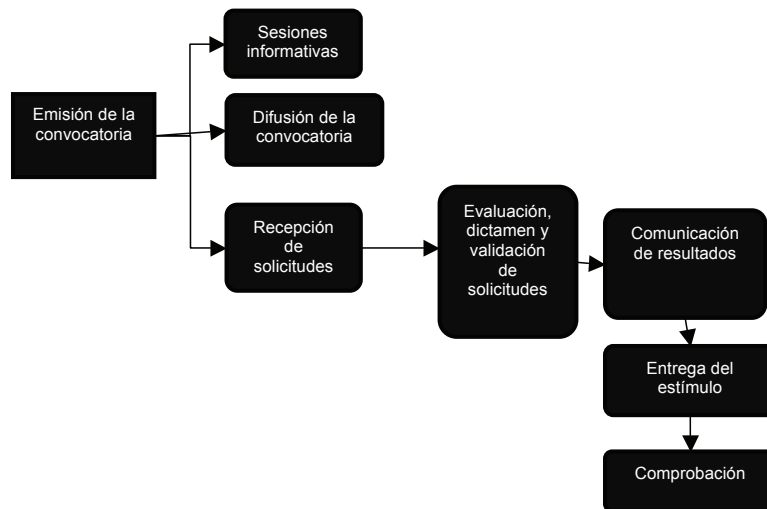 Sesiones
informativas
Emisión de la
convocatoria
Difusión de la
convocatoria
Recepción
de
solicitudes
Evaluación,
dictamen y
validación
de
solicitudes
Comunicación
de resultados
Entrega del
estímulo
Comprobación